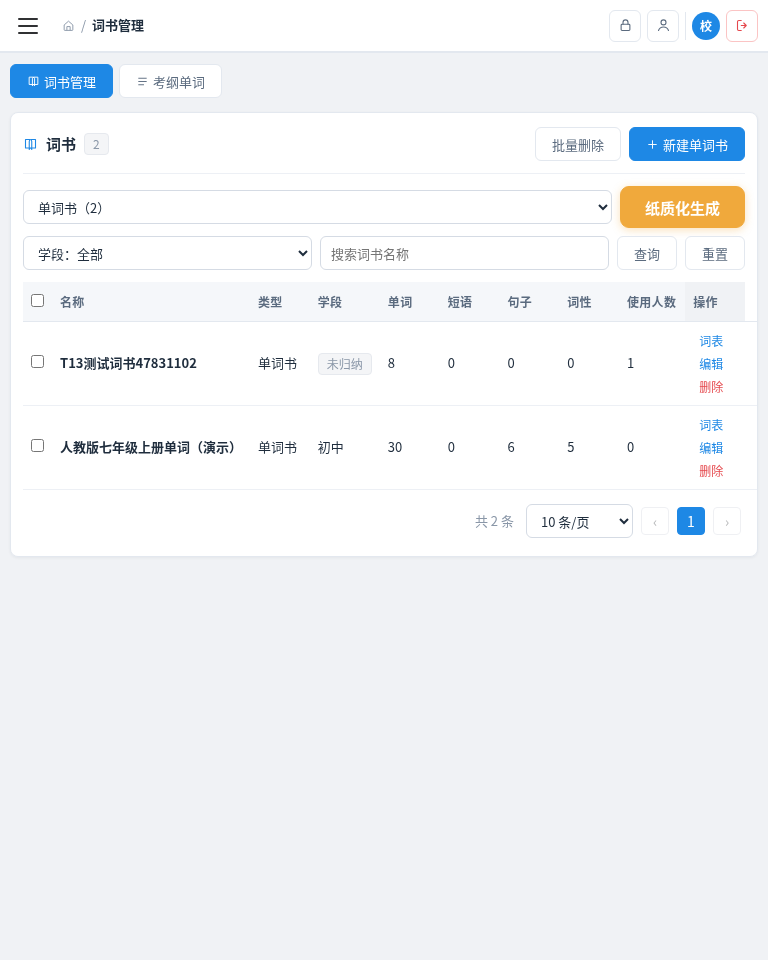 / 词书管理 校
词书管理 考纲单词
词书 2 批量删除 新建单词书
单词书（2） 纸质化生成
学段：全部 搜索词书名称 查询 重置
名称 类型 学段 单词 短语 句子 词性 使用人数 操作
T13测试词书47831102 单词书 未归纳 8 0 0 0 1 词表
编辑
删除
人教版七年级上册单词（演示） 单词书 初中 30 0 6 5 0 词表
编辑
删除
共 2 条 10 条/页 ‹ 1 ›